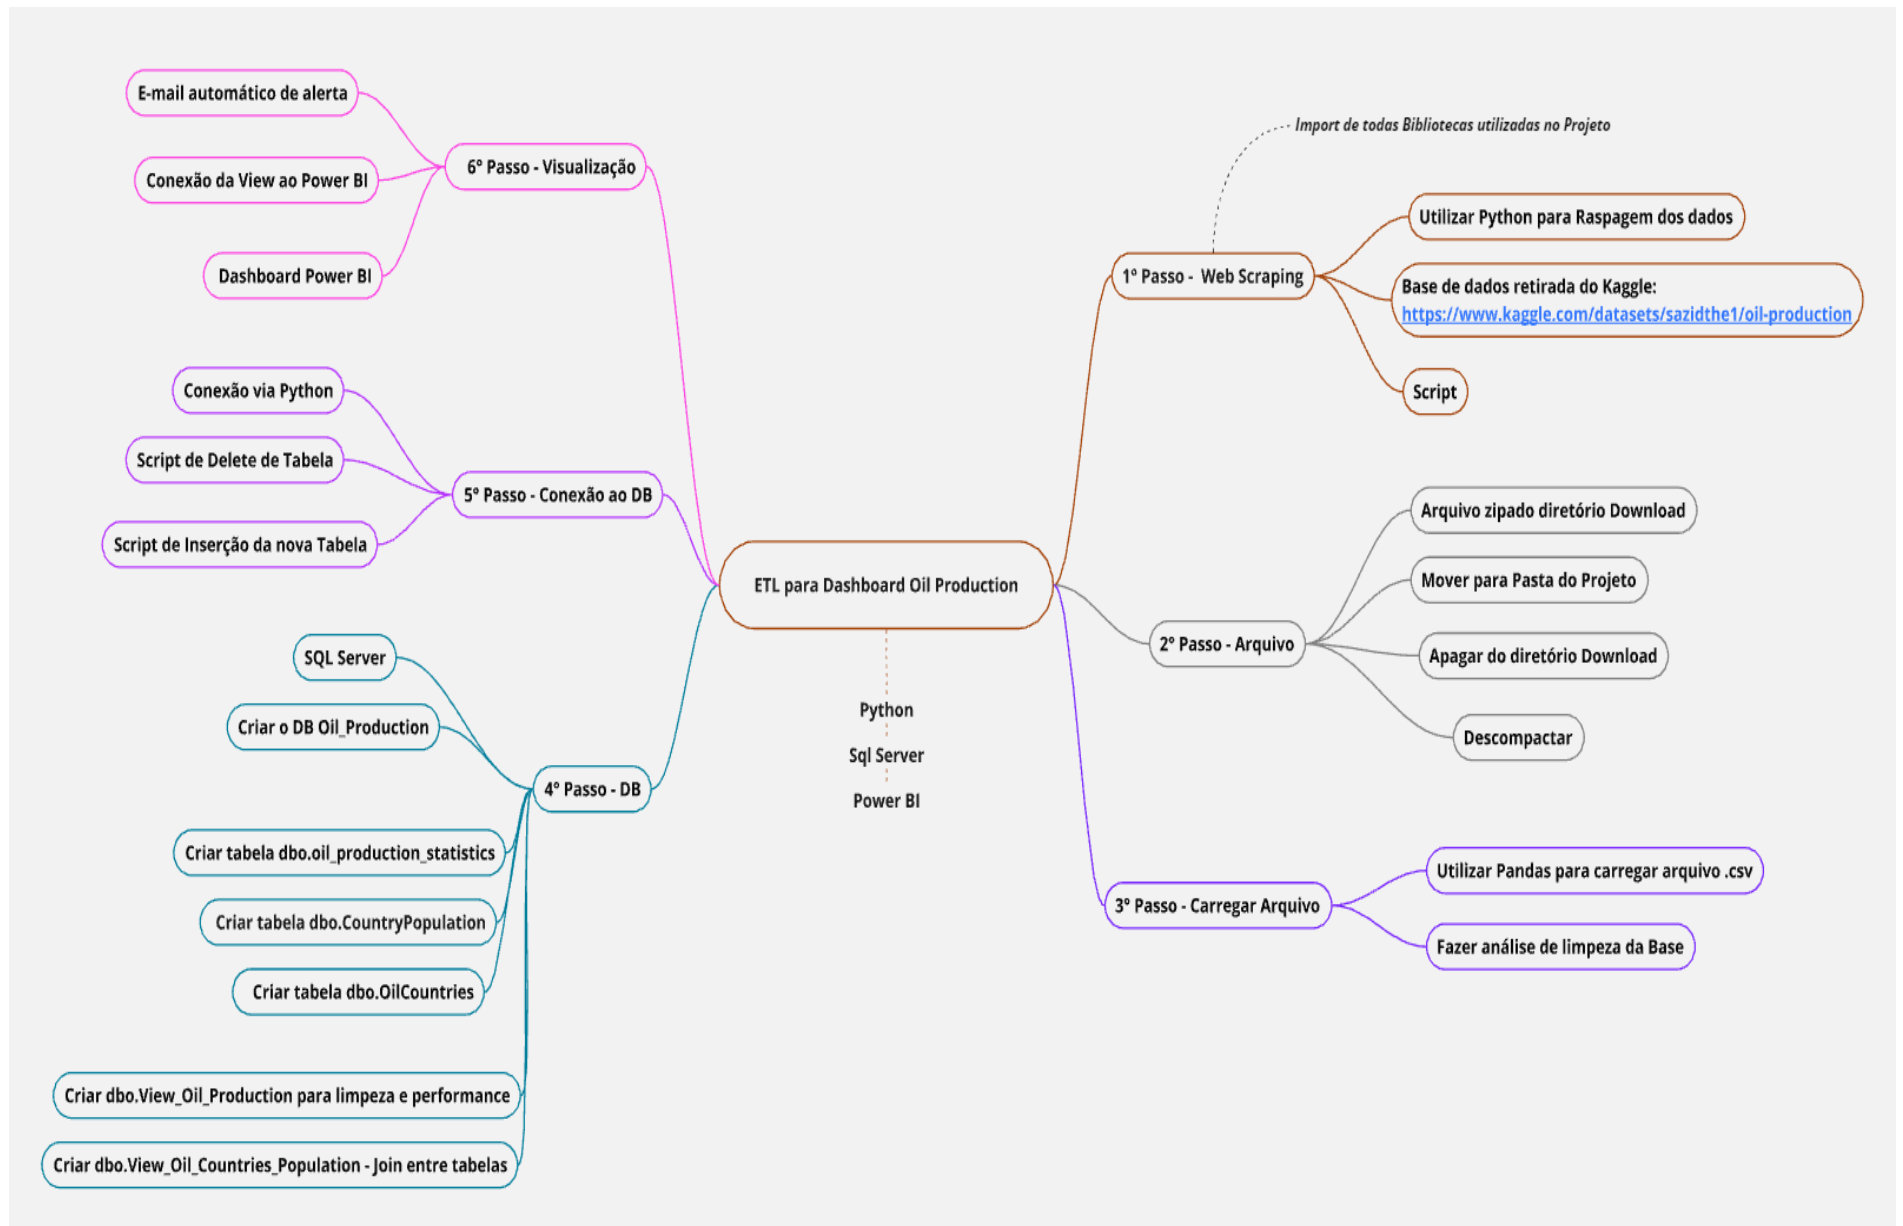 ETL para Dashboard Oil Production
Python
Sql Server
Power BI
1º Passo - Web Scraping
Import de todas Bibliotecas utilizadas no Projeto
Utilizar Python para Raspagem dos dados
Base de dados retirada do Kaggle:
https://www.kaggle.com/datasets/sazidthe1/oil-production
Script
2º Passo - Arquivo
Arquivo zipado diretório Download
Mover para Pasta do Projeto
Apagar do diretório Download
Descompactar
3º Passo - Carregar Arquivo
Utilizar Pandas para carregar arquivo .csv
Fazer análise de limpeza da Base
4º Passo - DB
SQL Server
Criar o DB Oil_Production
Criar tabela dbo.oil_production_statistics
Criar tabela dbo.CountryPopulation
Criar tabela dbo.OilCountries
Criar dbo.View_Oil_Production para limpeza e performance
Criar dbo.View_Oil_Countries_Population - Join entre tabelas
5º Passo - Conexão ao DB
Conexão via Python
Script de Delete de Tabela
Script de Inserção da nova Tabela
6º Passo - Visualização
E-mail automático de alerta
Conexão da View ao Power BI
Dashboard Power BI